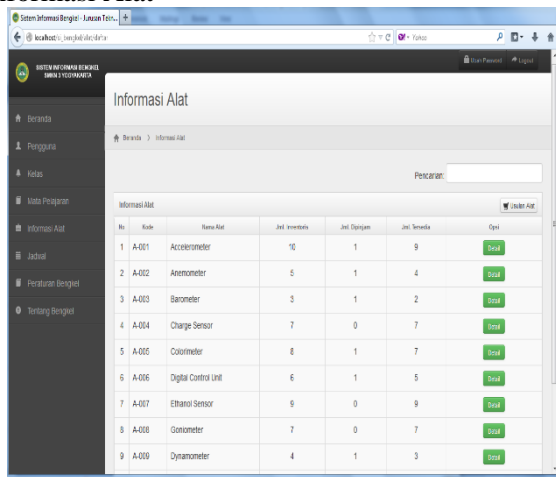 Sistem Informasi Bengkel - Jurusan Tekn...
localhost/si_bengkel/alat/daftar
Yahoo
SISTEM INFORMASI BENGKEL
SMKN 3 YOGYAKARTA
Logout
Informasi Alat
Beranda
Pengguna
Kelas
Mata Pelajaran
Informasi Alat
Jadwal
Peraturan Bengkel
Tentang Bengkel
Beranda > Informasi Alat
Pencarian:
Informasi Alat
Usulan Alat
No Kode Nama Alat Jml. Inventaris Jml. Dipinjam Jml. Tersedia Opsi
1 A-001 Accelerometer 10 1 9 Detail
2 A-002 Anemometer 5 1 4 Detail
3 A-003 Barometer 3 1 2 Detail
4 A-004 Charge Sensor 7 0 7 Detail
5 A-005 Colorimeter 8 1 7 Detail
6 A-006 Digital Control Unit 6 1 5 Detail
7 A-007 Ethanol Sensor 9 0 9 Detail
8 A-008 Goniometer 7 0 7 Detail
9 A-009 Dynamometer 4 1 3 Detail